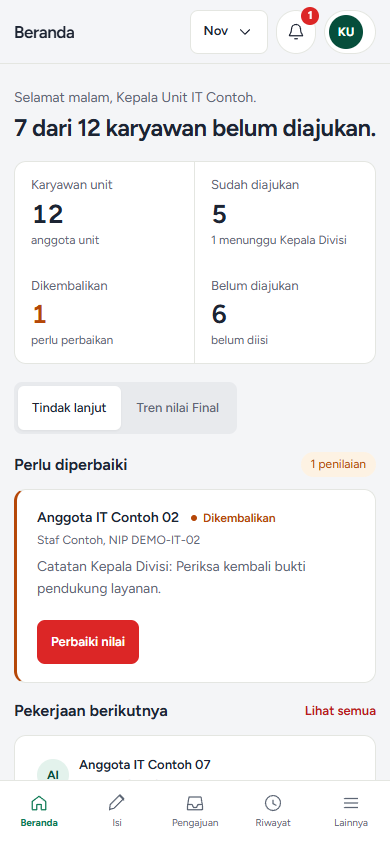 Beranda
Nov
1
KU
Selamat malam, Kepala Unit IT Contoh.
7 dari 12 karyawan belum diajukan.
Karyawan unit
12
anggota unit
Sudah diajukan
5
1 menunggu Kepala Divisi
Dikembalikan
1
perlu perbaikan
Belum diajukan
6
belum diisi
Tindak lanjut
Tren nilai Final
Perlu diperbaiki
1 penilaian
Anggota IT Contoh 02
Dikembalikan
Staf Contoh, NIP DEMO-IT-02
Catatan Kepala Divisi: Periksa kembali bukti
pendukung layanan.
Perbaiki nilai
Pekerjaan berikutnya
Lihat semua
AI
Anggota IT Contoh 07
Beranda
Isi
Pengajuan
Riwayat
Lainnya